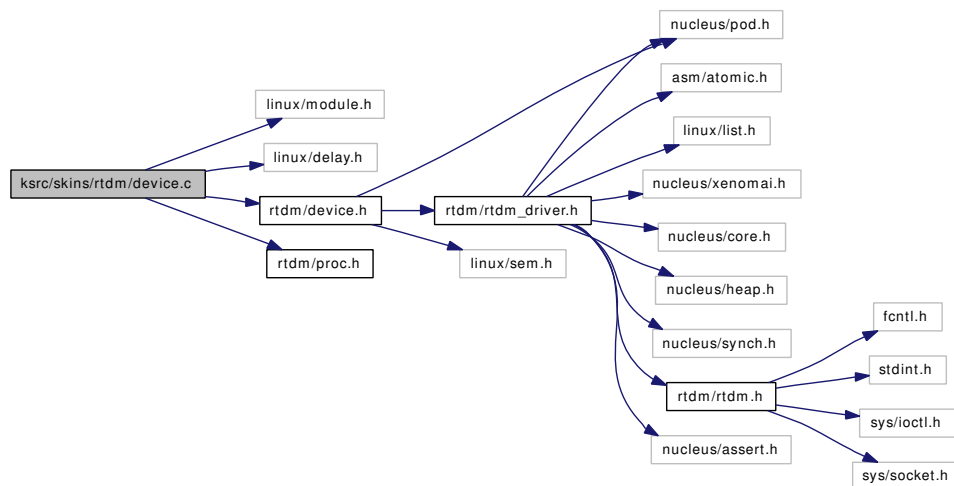 nucleus/pod.h
asm/atomic.h
linux/module.h
linux/list.h
linux/delay.h
ksrc/skins/rtdm/device.c
nucleus/xenomai.h
rtdm/device.h
rtdm/rtdm_driver.h
nucleus/core.h
rtdm/proc.h
linux/sem.h
nucleus/heap.h
fcntl.h
nucleus/synch.h
stdint.h
rtdm/rtdm.h
sys/ioctl.h
nucleus/assert.h
sys/socket.h